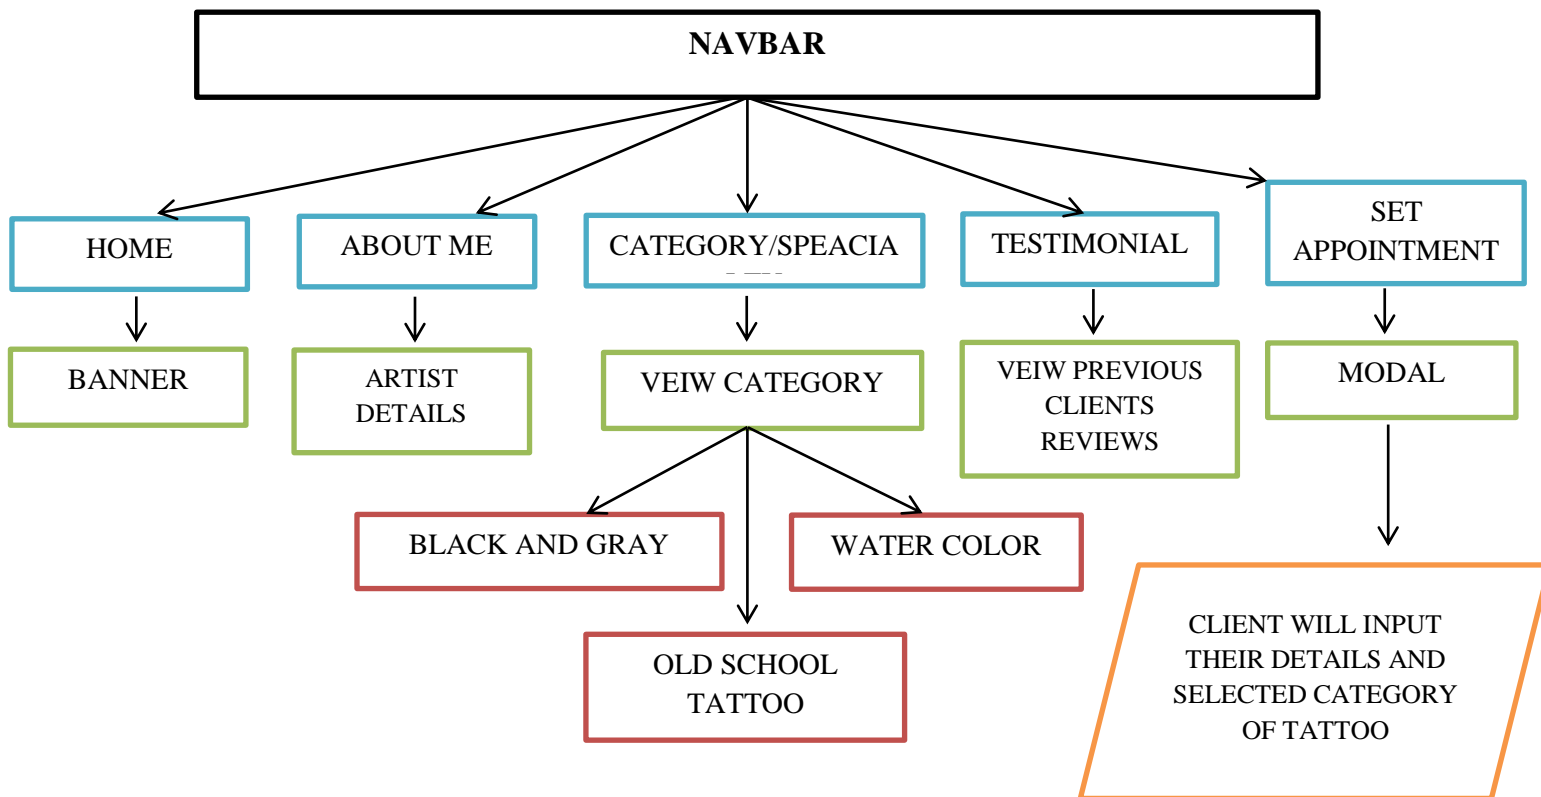 NAVBAR
HOME
ABOUT ME
CATEGORY/SPEACIA
TESTIMONIAL
SET
APPOINTMENT
BANNER
ARTIST
DETAILS
VEIW CATEGORY
VEIW PREVIOUS
CLIENTS
REVIEWS
MODAL
BLACK AND GRAY
WATER COLOR
OLD SCHOOL
TATTOO
CLIENT WILL INPUT
THEIR DETAILS AND
SELECTED CATEGORY
OF TATTOO